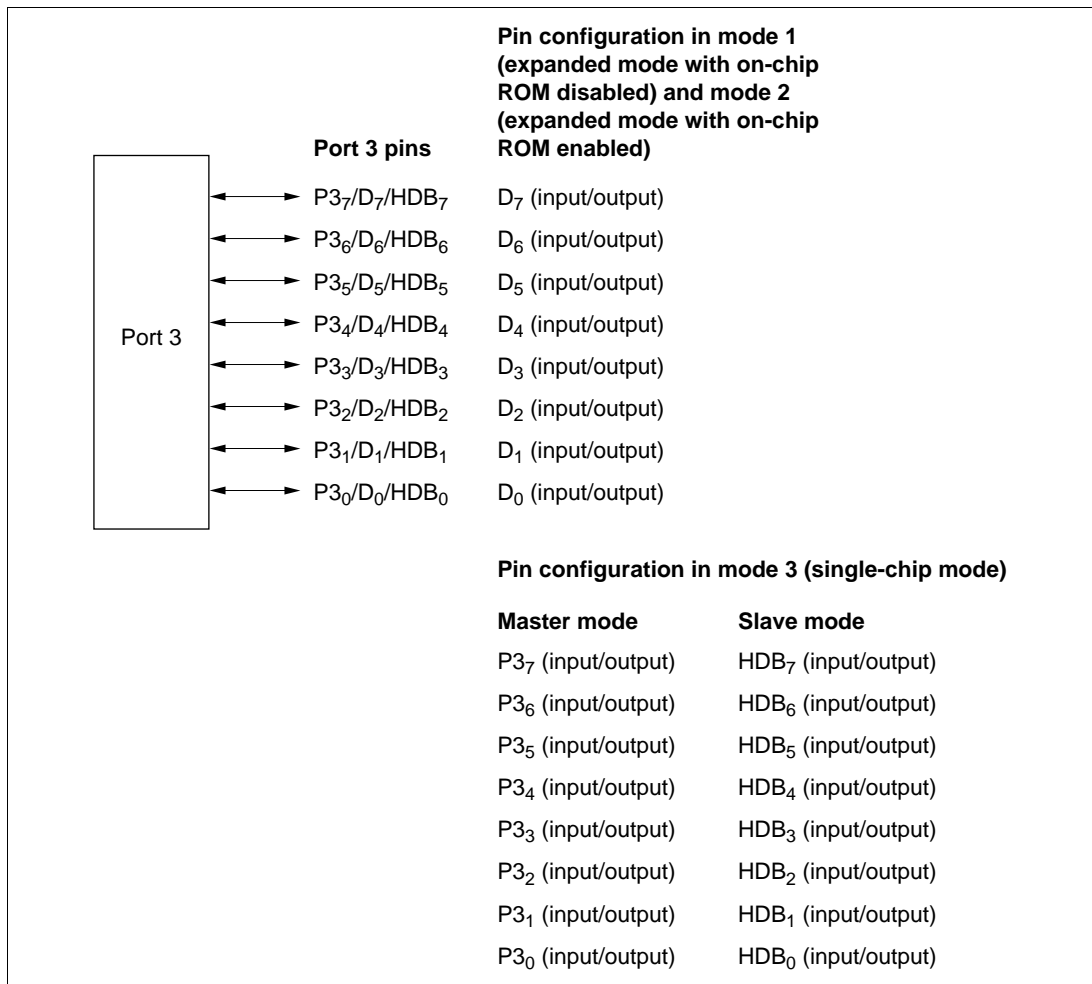 Pin configuration in mode 1
(expanded mode with on-chip
ROM disabled) and mode 2
(expanded mode with on-chip
ROM enabled)
Port 3 pins
Port 3
P3₇/D₇/HDB₇ D₇ (input/output)
P3₆/D₆/HDB₆ D₆ (input/output)
P3₅/D₅/HDB₅ D₅ (input/output)
P3₄/D₄/HDB₄ D₄ (input/output)
P3₃/D₃/HDB₃ D₃ (input/output)
P3₂/D₂/HDB₂ D₂ (input/output)
P3₁/D₁/HDB₁ D₁ (input/output)
P3₀/D₀/HDB₀ D₀ (input/output)
Pin configuration in mode 3 (single-chip mode)
Master mode Slave mode
P3₇ (input/output) HDB₇ (input/output)
P3₆ (input/output) HDB₆ (input/output)
P3₅ (input/output) HDB₅ (input/output)
P3₄ (input/output) HDB₄ (input/output)
P3₃ (input/output) HDB₃ (input/output)
P3₂ (input/output) HDB₂ (input/output)
P3₁ (input/output) HDB₁ (input/output)
P3₀ (input/output) HDB₀ (input/output)